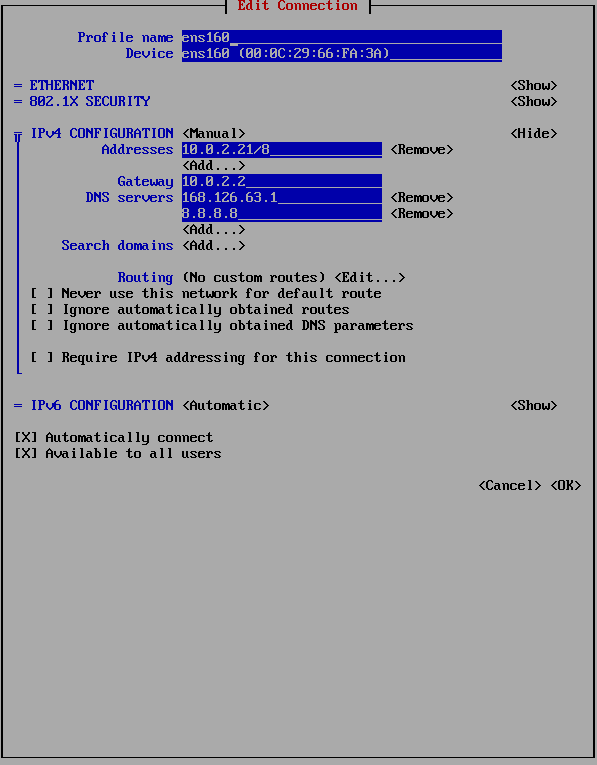 Edit Connection
Profile name ens160
Device ens160 (00:0C:29:66:FA:3A)
= ETHERNET <Show>
= 802.1X SECURITY <Show>
= IPv4 CONFIGURATION <Manual> <Hide>
Addresses 10.0.2.21/8 <Remove>
<Add...>
Gateway 10.0.2.2
DNS servers 168.126.63.1 <Remove>
8.8.8.8 <Remove>
<Add...>
Search domains <Add...>
Routing (No custom routes) <Edit...>
[ ] Never use this network for default route
[ ] Ignore automatically obtained routes
[ ] Ignore automatically obtained DNS parameters
[ ] Require IPv4 addressing for this connection
= IPv6 CONFIGURATION <Automatic> <Show>
[X] Automatically connect
[X] Available to all users
<Cancel> <OK>